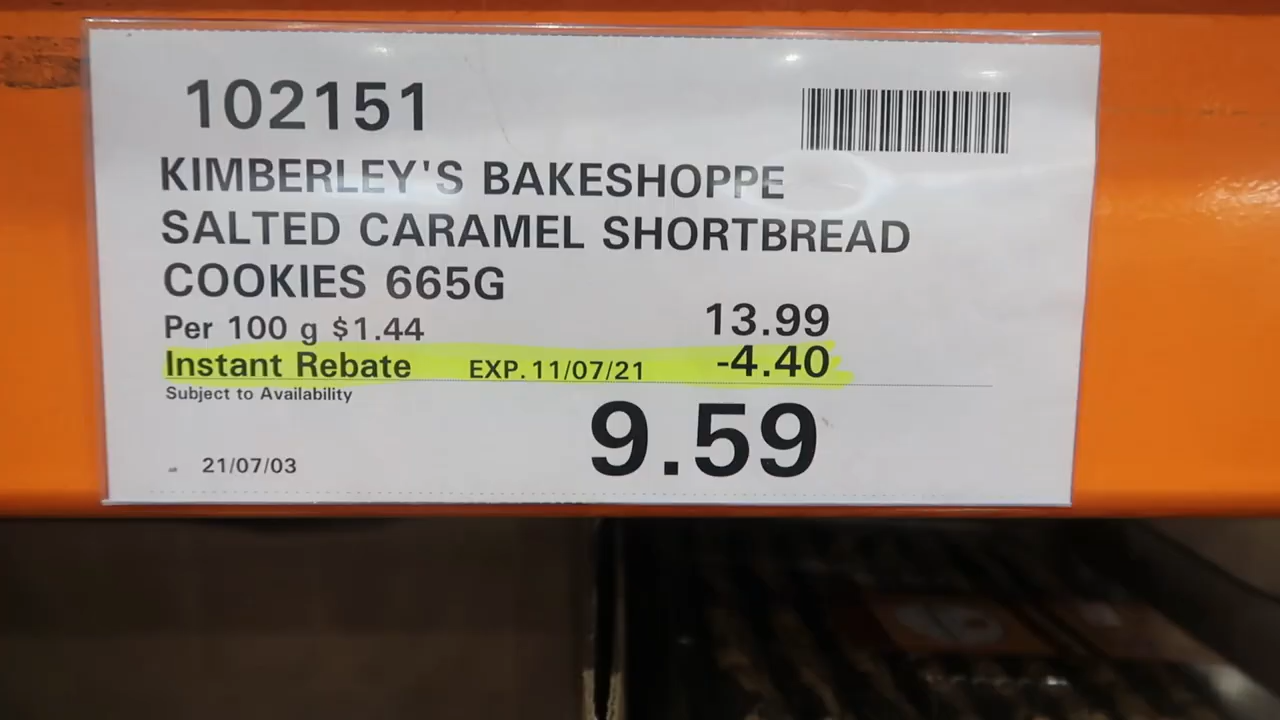 102151
KIMBERLEY'S BAKESHOPPE
SALTED CARAMEL SHORTBREAD
COOKIES 665G
Per 100 g $1.44 13.99
Instant Rebate EXP. 11/07/21 -4.40
Subject to Availability
9.59
21/07/03